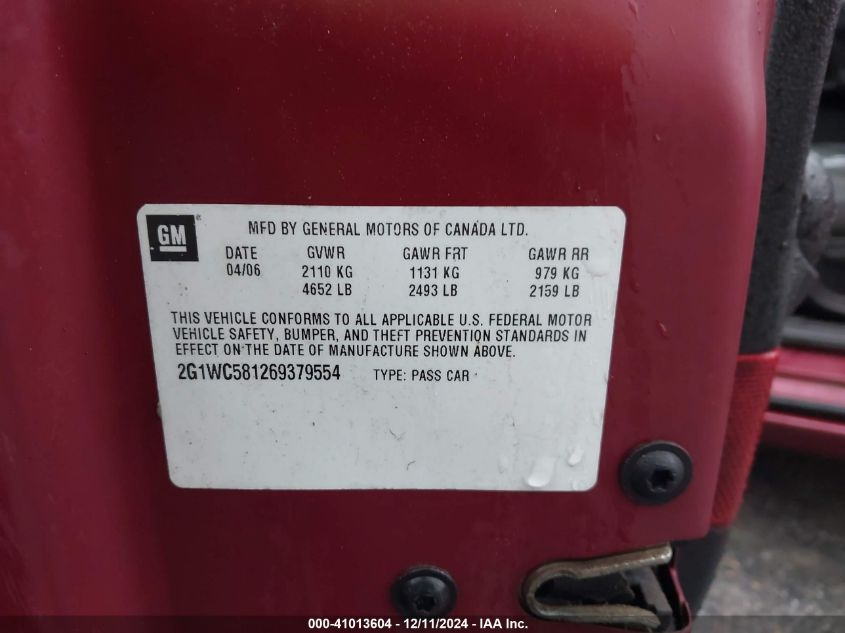 GM ® MFD BY GENERAL MOTORS OF CANADA LTD.
DATE GVWR GAWR FRT GAWR RR
04/06 2110 KG 1131 KG 979 KG
4652 LB 2493 LB 2159 LB
THIS VEHICLE CONFORMS TO ALL APPLICABLE U.S. FEDERAL MOTOR
VEHICLE SAFETY, BUMPER, AND THEFT PREVENTION STANDARDS IN
EFFECT ON THE DATE OF MANUFACTURE SHOWN ABOVE.
2G1WC581269379554 TYPE: PASS CAR
000-41013604 - 12/11/2024 - IAA Inc.